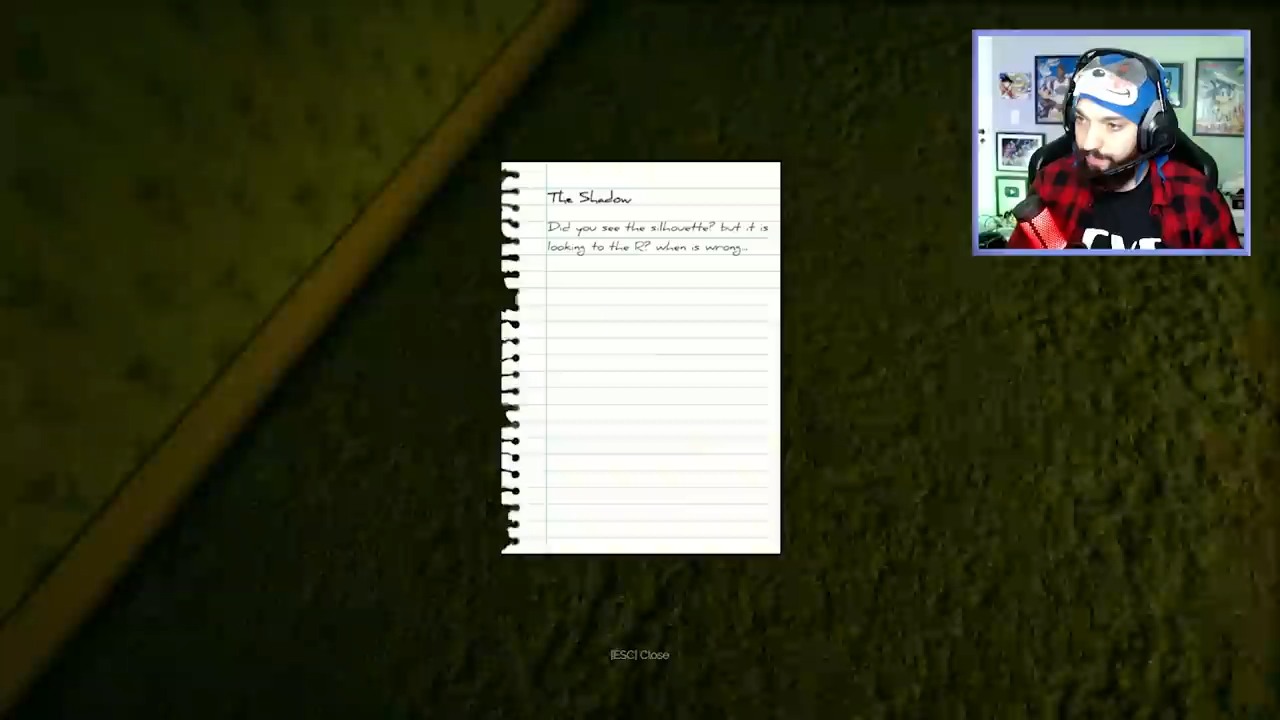 The Shadow
Did you see the silhouette? but it is
looking to the R? when is wrong...
[ESC] Close